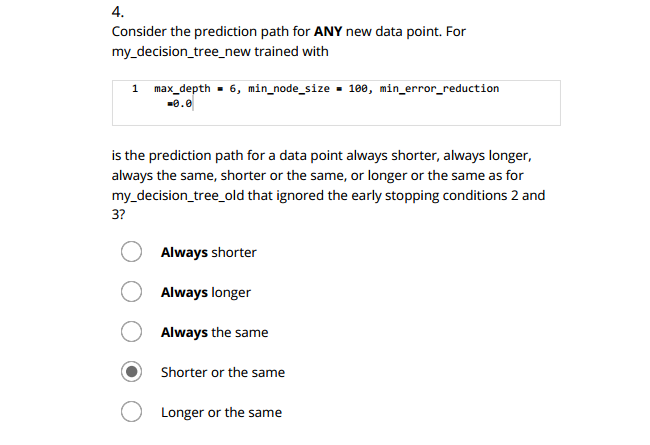 4.
Consider the prediction path for ANY new data point. For
my_decision_tree_new trained with
1 max_depth = 6, min_node_size = 100, min_error_reduction
=0.0
is the prediction path for a data point always shorter, always longer,
always the same, shorter or the same, or longer or the same as for
my_decision_tree_old that ignored the early stopping conditions 2 and
3?
Always shorter
Always longer
Always the same
Shorter or the same
Longer or the same